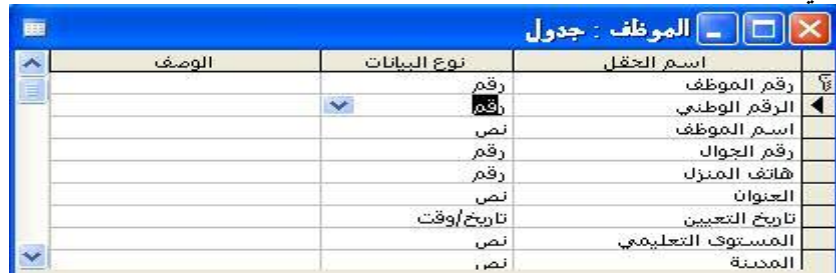 الموظف : جدول
اسم الحقل نوع البيانات الوصف
رقم الموظف رقم
الرقم الوطني رقم
اسم الموظف نص
رقم الجوال رقم
هاتف المنزل رقم
العنوان نص
تاريخ التعيين تاريخ/وقت
المستوى التعليمي نص
المدينة نص